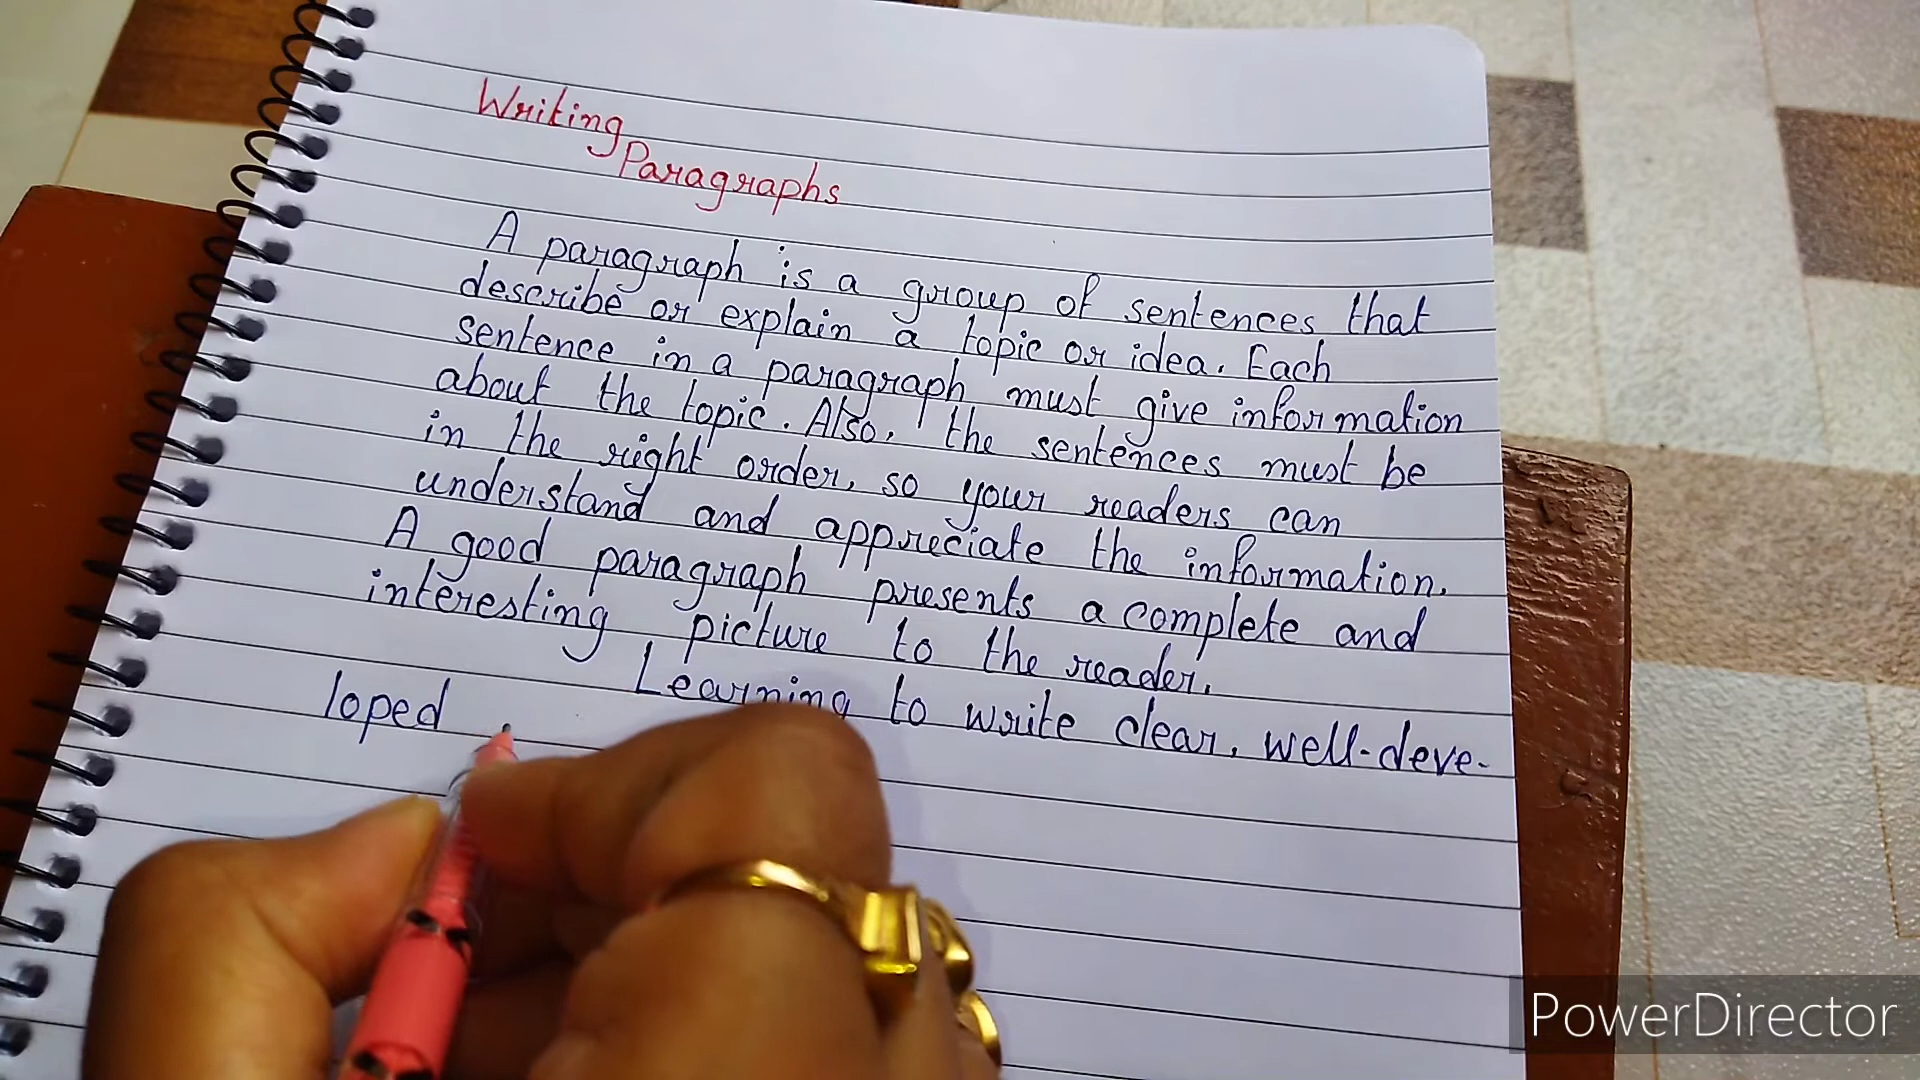 Writing
Paragraphs
A paragraph is a group of sentences that
describe or explain a topic or idea. Each
sentence in a paragraph must give information
about the topic. Also, the sentences must be
in the right order, so your readers can
understand and appreciate the information.
A good paragraph presents a complete and
interesting picture to the reader.
Learning to write clear, well-deve-
loped
PowerDirector